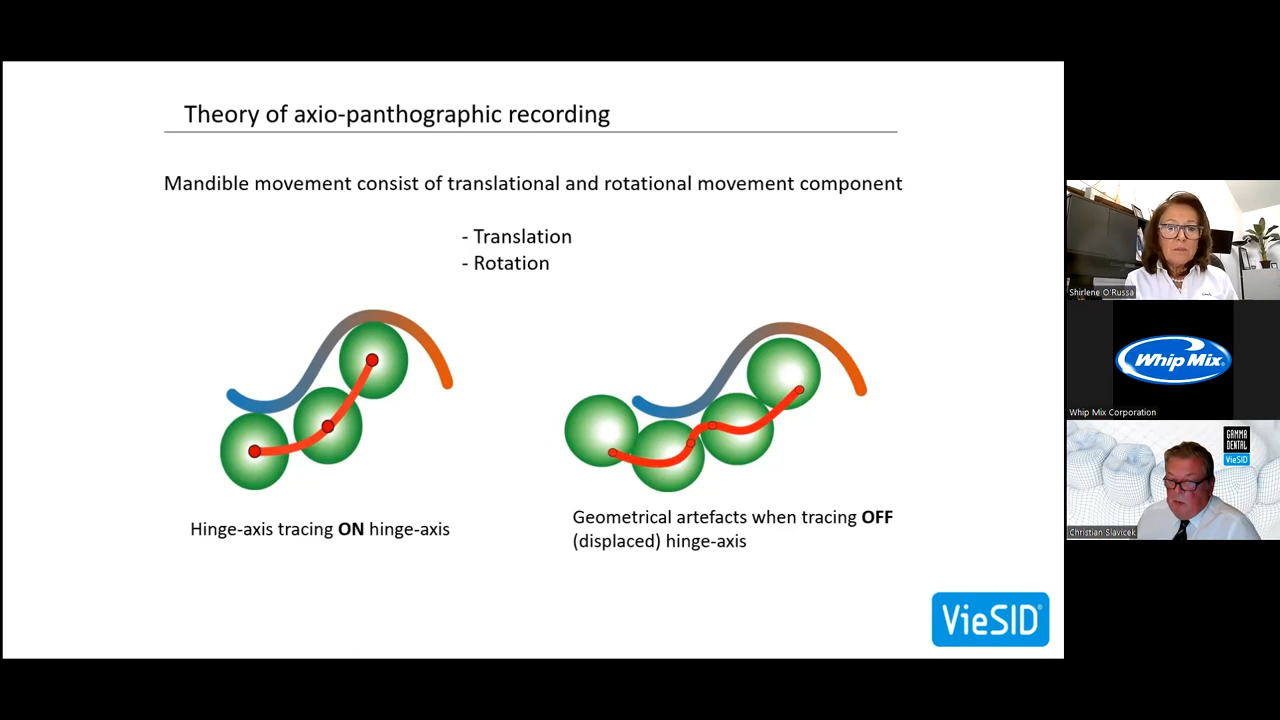 Theory of axio-panthographic recording
Mandible movement consist of translational and rotational movement component
- Translation
- Rotation
Hinge-axis tracing ON hinge-axis
Geometrical artefacts when tracing OFF
(displaced) hinge-axis
VieSID®
Shirlene O'Russa
Whip Mix®
Whip Mix Corporation
GAMMA
DENTAL
VieSID
Christian Slavicek